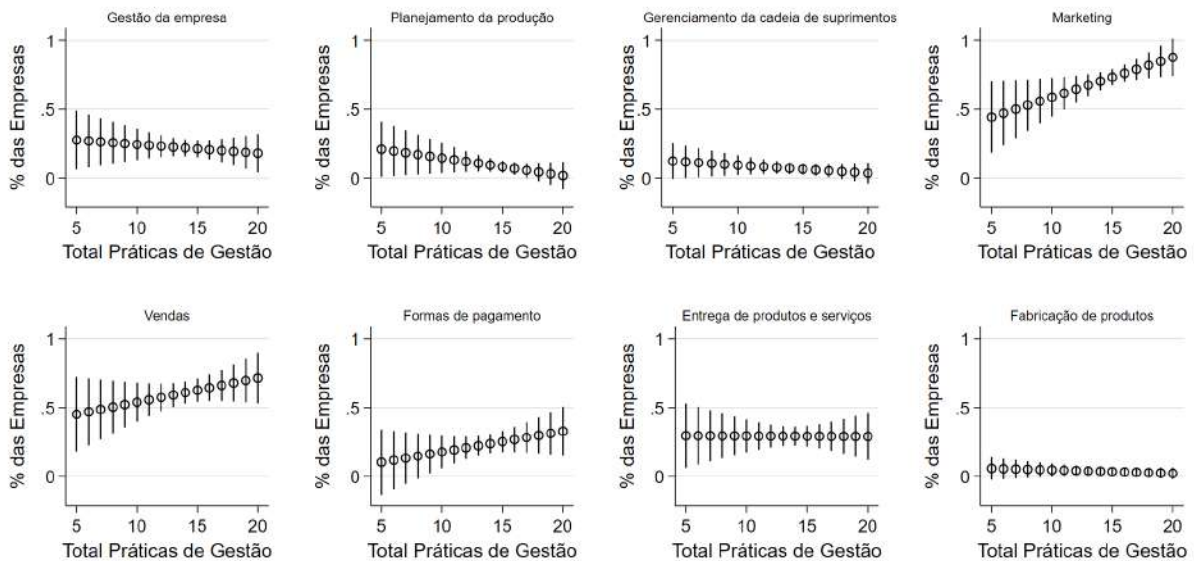 Gestão da empresa
% das Empresas
1
.5
0
5 10 15 20
Total Práticas de Gestão
Planejamento da produção
% das Empresas
1
.5
0
5 10 15 20
Total Práticas de Gestão
Gerenciamento da cadeia de suprimentos
% das Empresas
1
.5
0
5 10 15 20
Total Práticas de Gestão
Marketing
% das Empresas
1
.5
0
5 10 15 20
Total Práticas de Gestão
Vendas
% das Empresas
1
.5
0
5 10 15 20
Total Práticas de Gestão
Formas de pagamento
% das Empresas
1
.5
0
5 10 15 20
Total Práticas de Gestão
Entrega de produtos e serviços
% das Empresas
1
.5
0
5 10 15 20
Total Práticas de Gestão
Fabricação de produtos
% das Empresas
1
.5
0
5 10 15 20
Total Práticas de Gestão